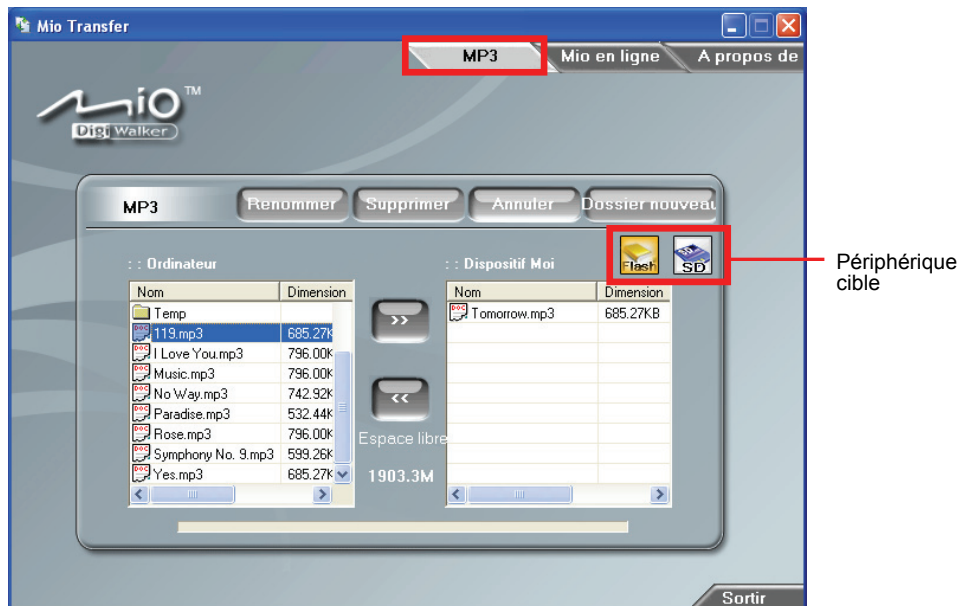 Mio Transfer
MP3 Mio en ligne A propos de
Mio TM
Digi Walker
MP3 Renommer Supprimer Annuler Dossier nouveau
: : Ordinateur : : Dispositif Moi Flash SD
Périphérique
cible
Nom Dimension Nom Dimension
Temp Tomorrow.mp3 685.27KB
>>
119.mp3 685.27K
I Love You.mp3 796.00K
Music.mp3 796.00K
No Way.mp3 742.92K
<<
Paradise.mp3 532.44K
Rose.mp3 796.00K
Espace libre
Symphony No. 9.mp3 599.26K
Yes.mp3 685.27K
1903.3M
Sortir